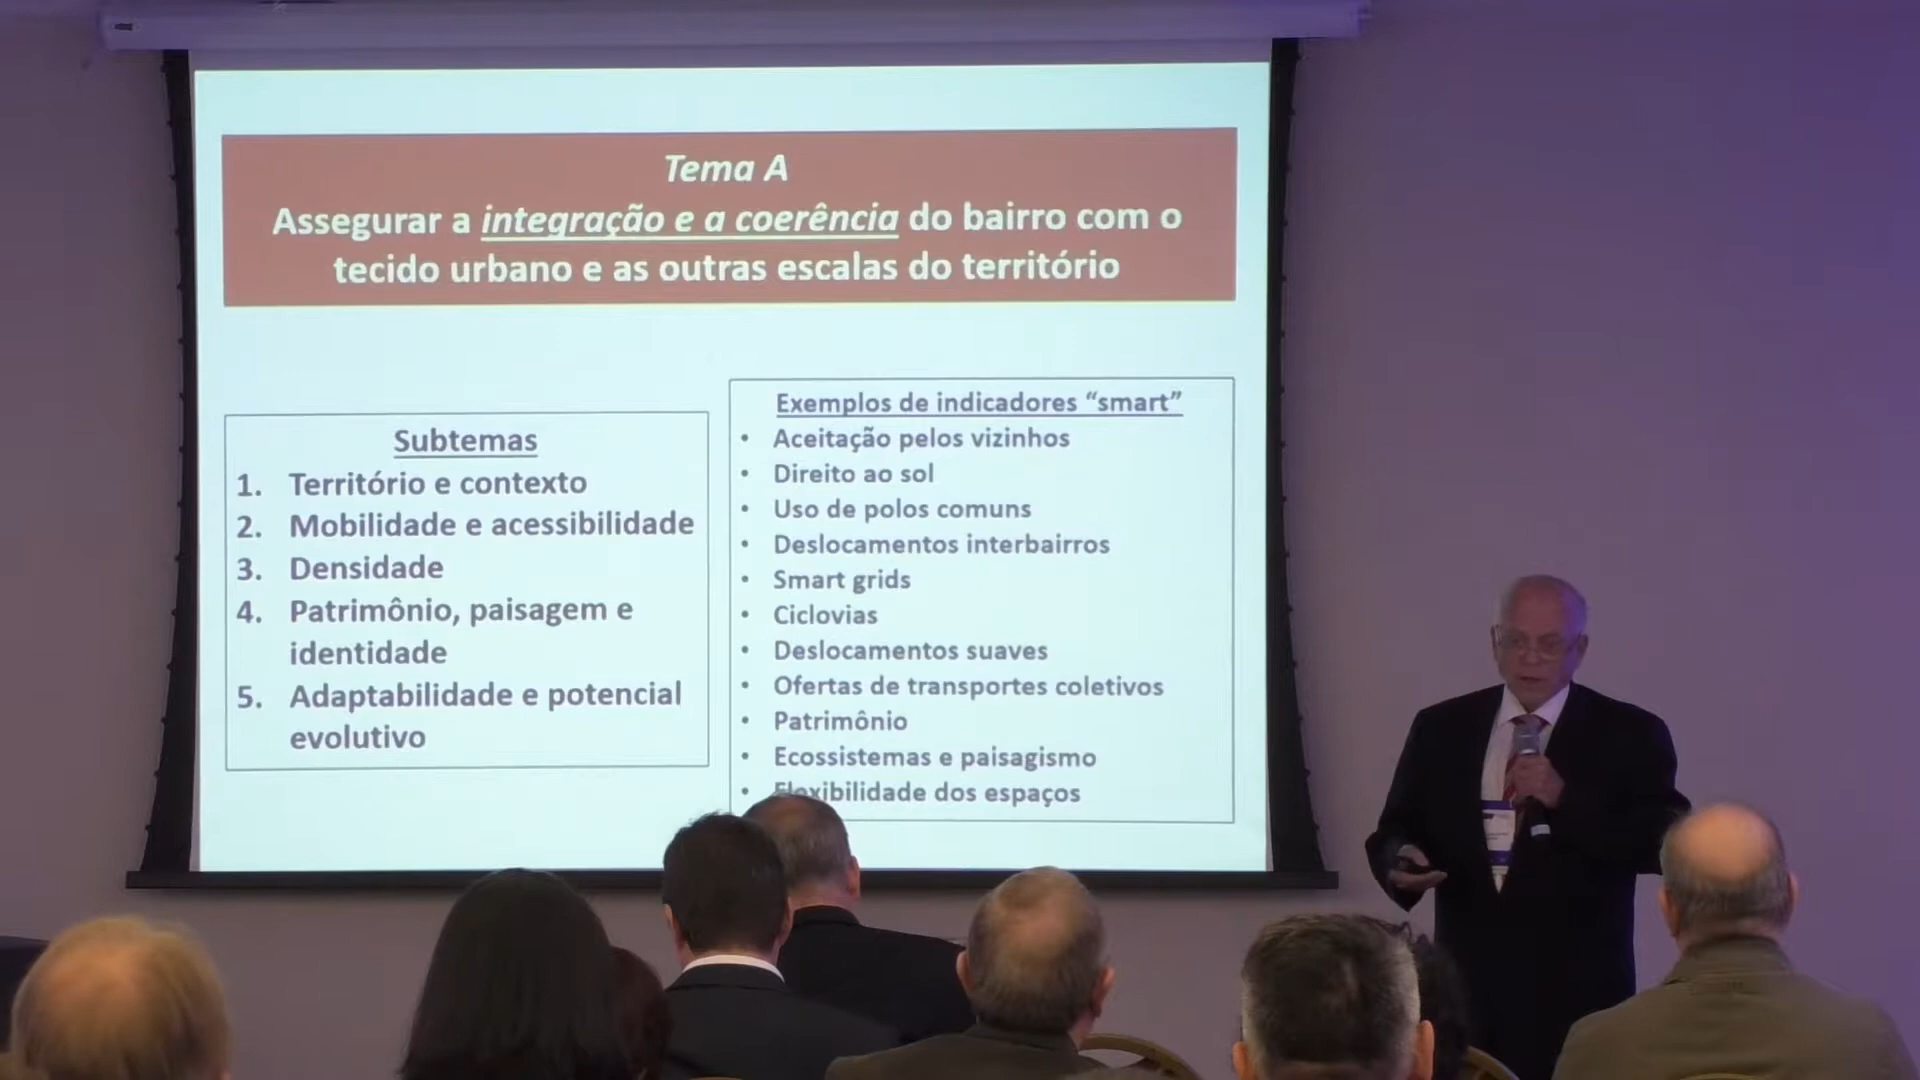 Tema A
Assegurar a integração e a coerência do bairro com o
tecido urbano e as outras escalas do território
Subtemas
1. Território e contexto
2. Mobilidade e acessibilidade
3. Densidade
4. Patrimônio, paisagem e
identidade
5. Adaptabilidade e potencial
evolutivo
Exemplos de indicadores “smart”
• Aceitação pelos vizinhos
• Direito ao sol
• Uso de polos comuns
• Deslocamentos interbairros
• Smart grids
• Ciclovias
• Deslocamentos suaves
• Ofertas de transportes coletivos
• Patrimônio
• Ecossistemas e paisagismo
• Flexibilidade dos espaços